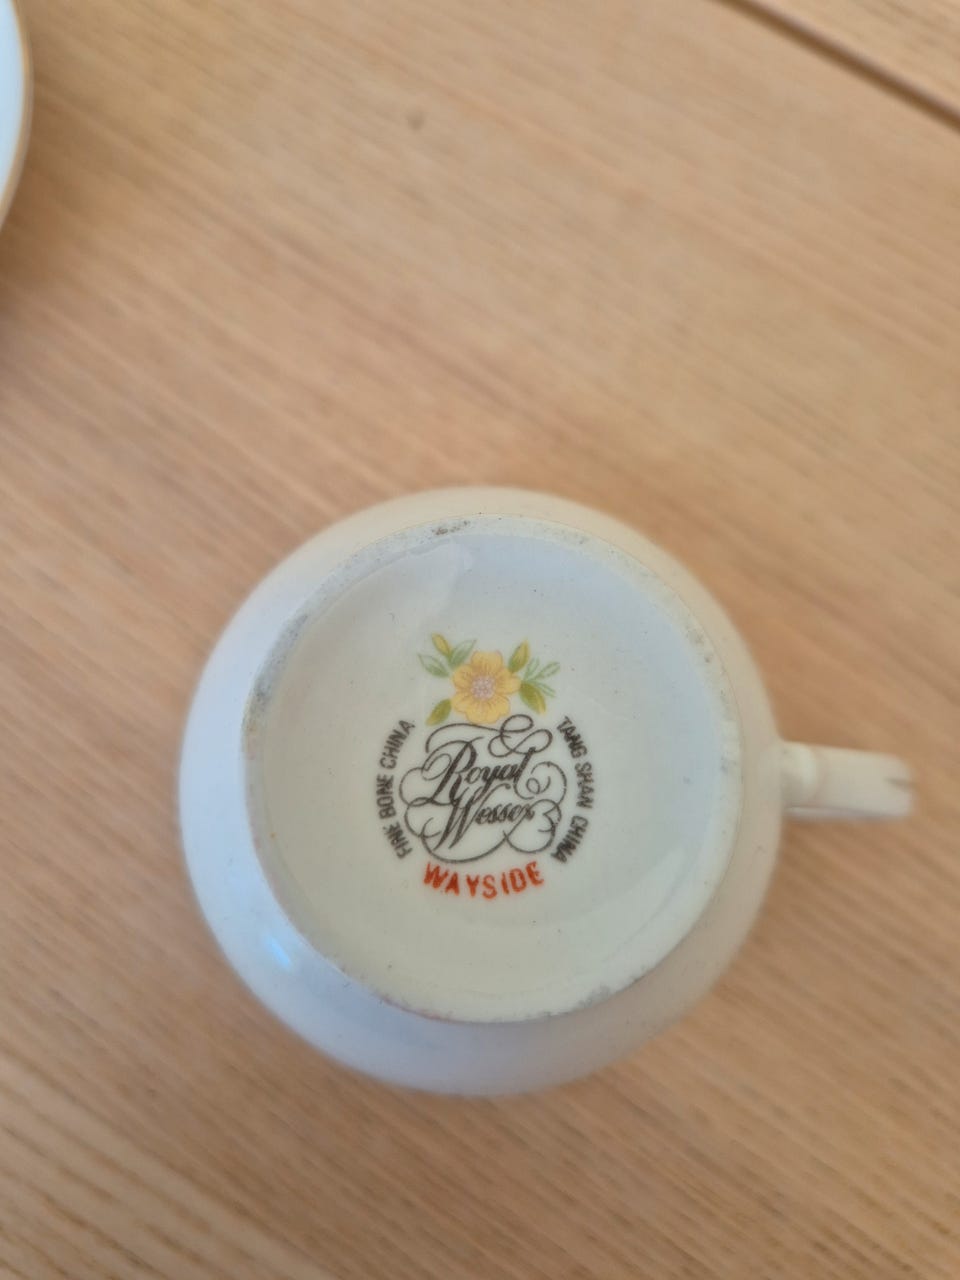 FINE BONE CHINA
Royal
Wessex
TANG SHAN CHINA
WAYSIDE